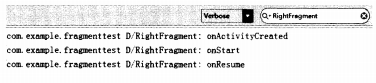 Verbose RightFragment
com.example.fragmenttest D/RightFragment: onActivityCreated
com.example.fragmenttest D/RightFragment: onStart
com.example.fragmenttest D/RightFragment: onResume